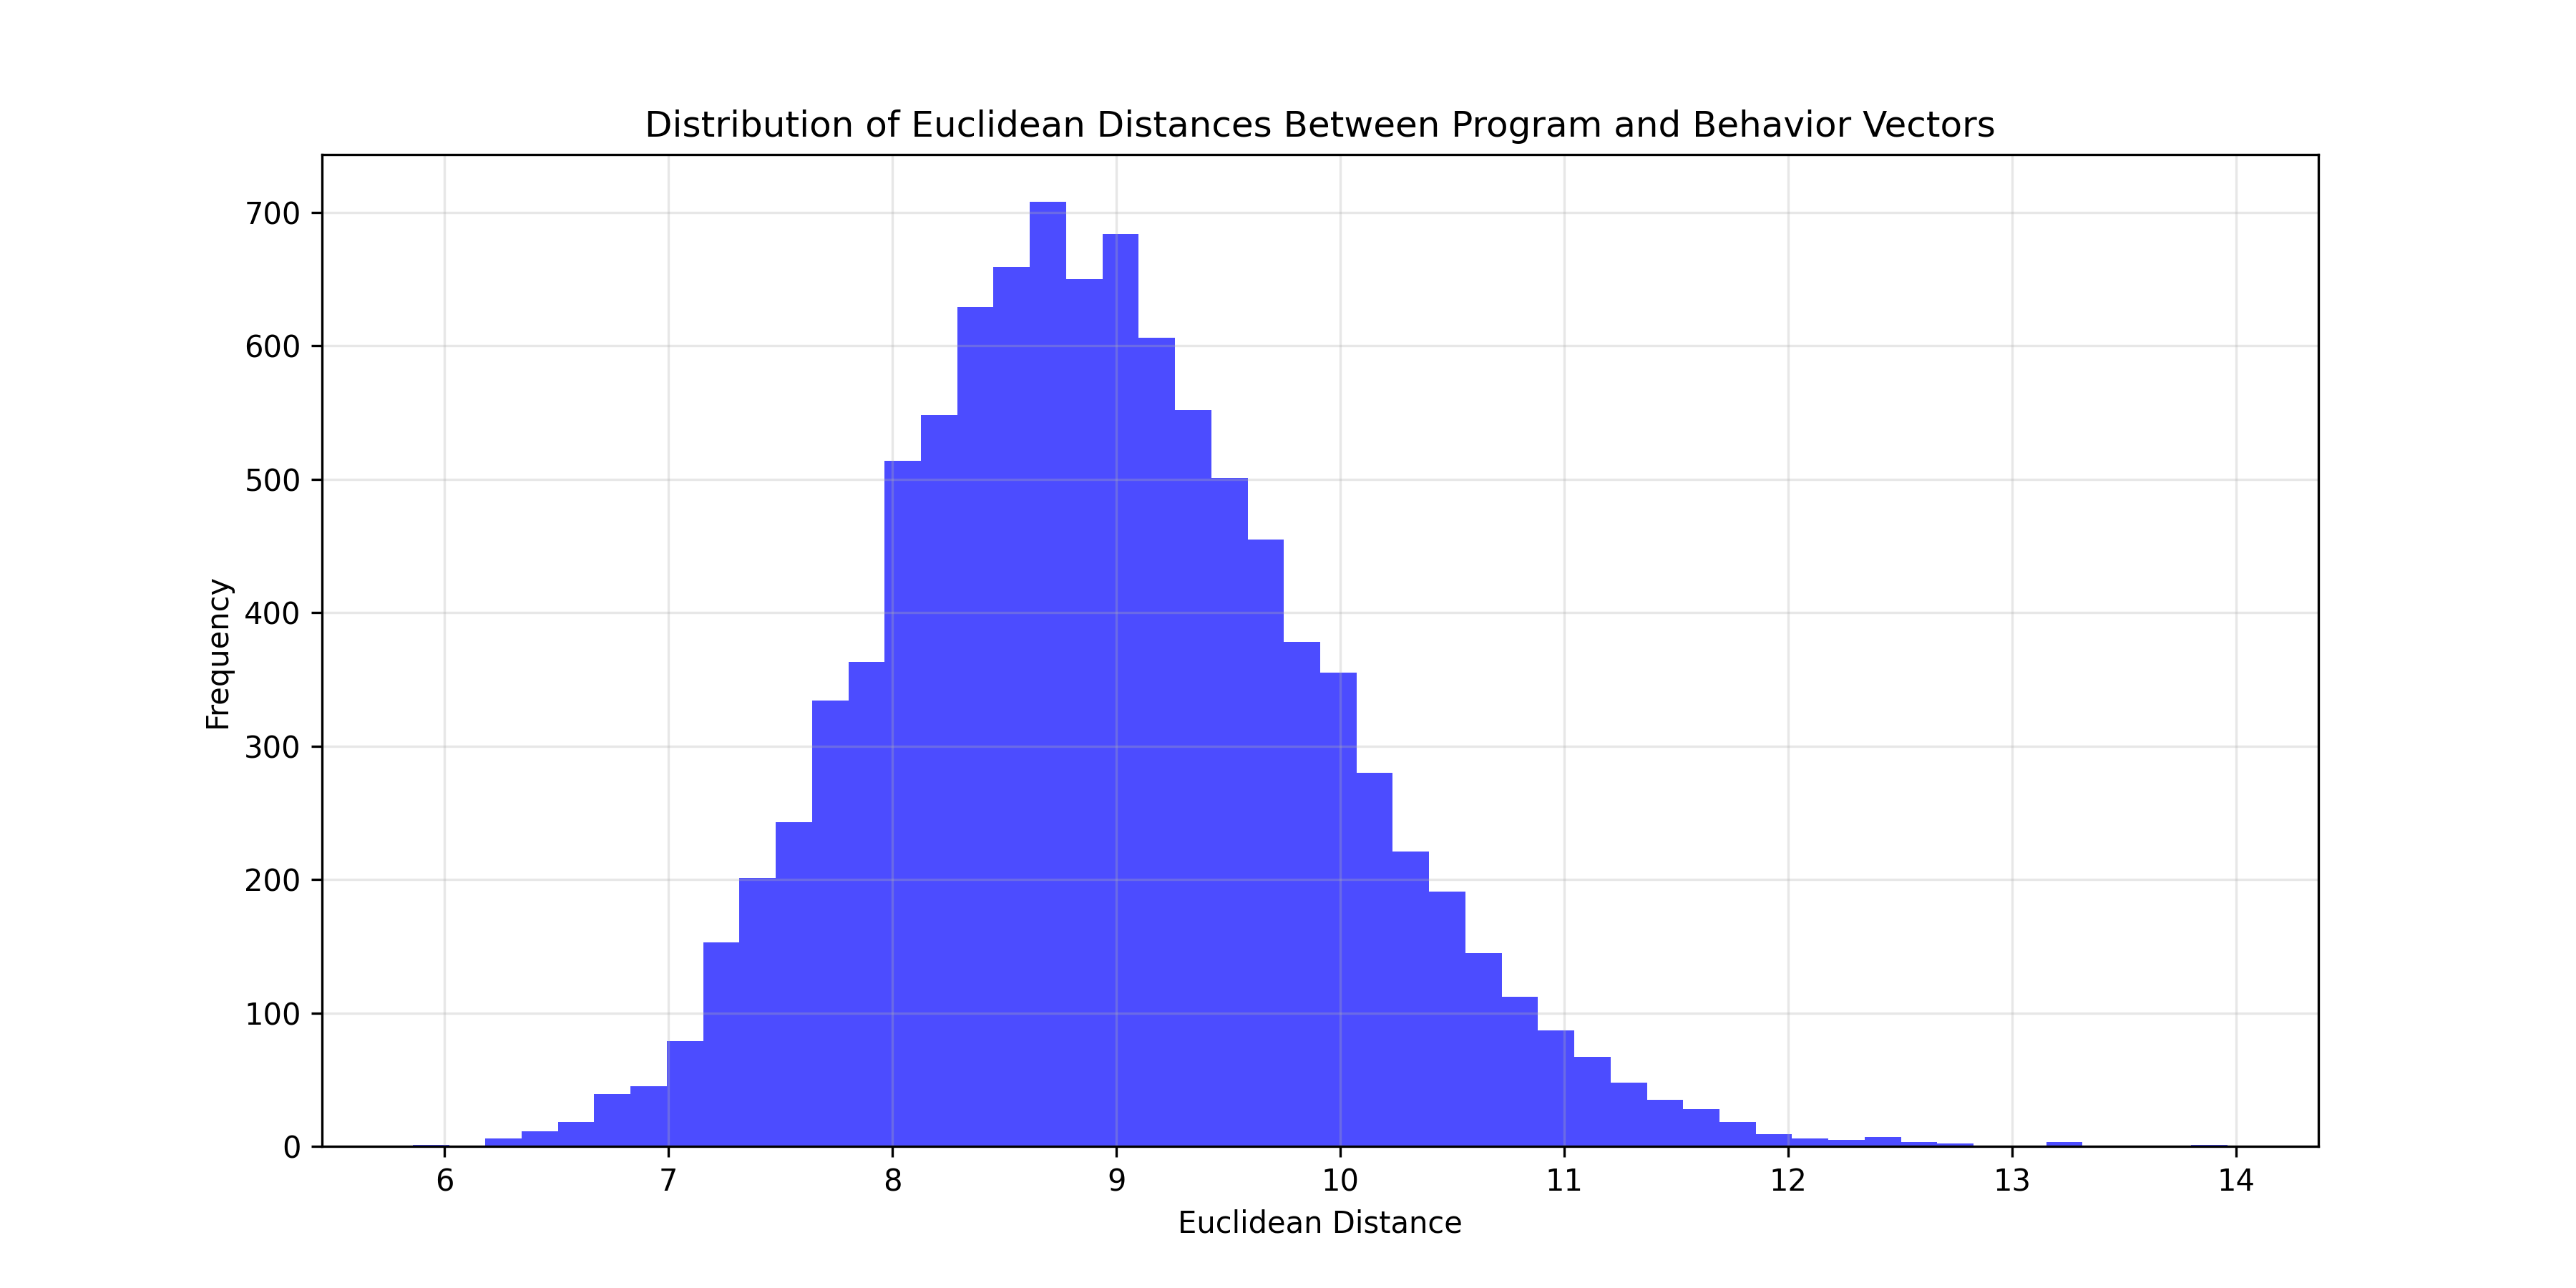 Distribution of Euclidean Distances Between Program and Behavior Vectors
700
600
500
400
300
200
100
0
Frequency
6 7 8 9 10 11 12 13 14
Euclidean Distance